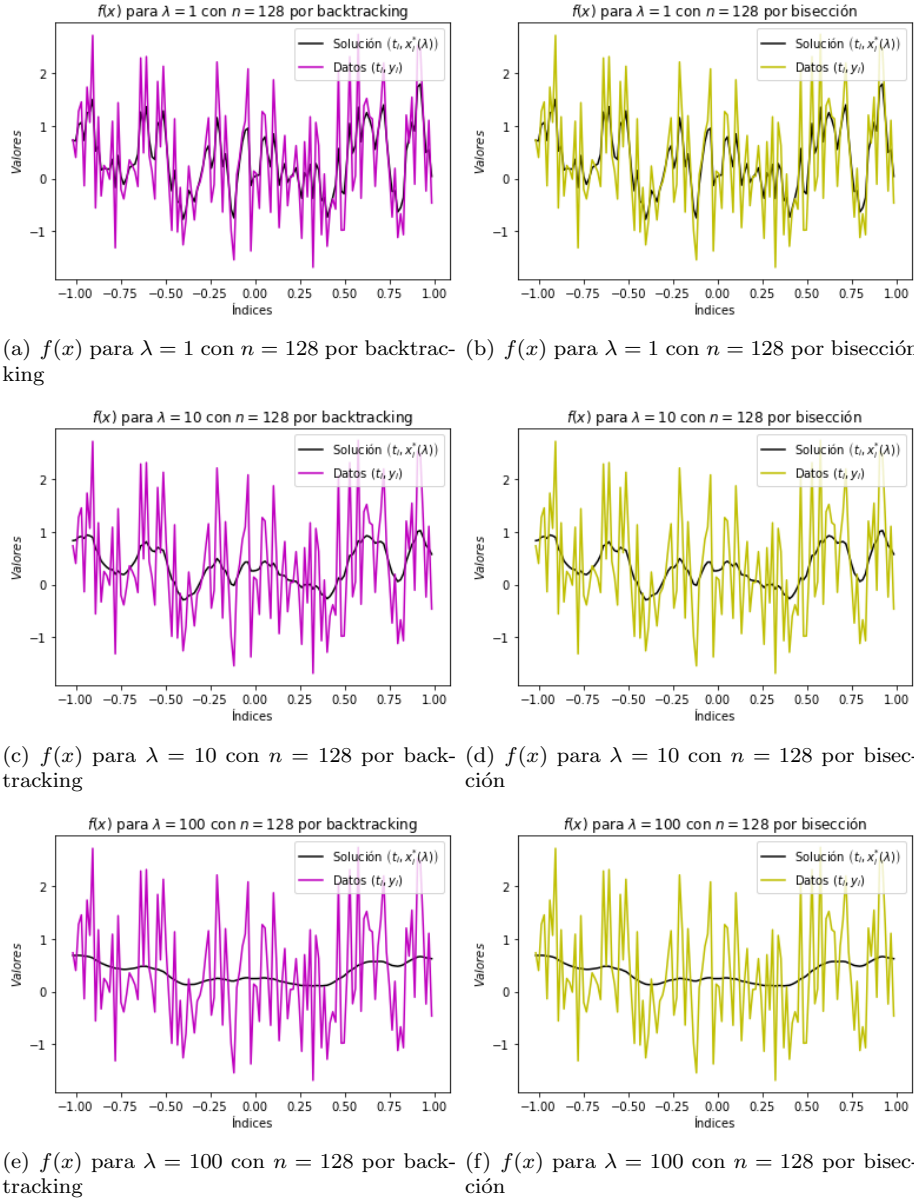 f(x) para λ = 1 con n = 128 por backtracking
Valores
2
1
0
−1
Solución (tᵢ, xᵢ*(λ))
Datos (tᵢ, yᵢ)
−1.00 −0.75 −0.50 −0.25 0.00 0.25 0.50 0.75 1.00
Índices
f(x) para λ = 1 con n = 128 por bisección
Valores
2
1
0
−1
Solución (tᵢ, xᵢ*(λ))
Datos (tᵢ, yᵢ)
−1.00 −0.75 −0.50 −0.25 0.00 0.25 0.50 0.75 1.00
Índices
(a) f(x) para λ = 1 con n = 128 por backtrac-
king
(b) f(x) para λ = 1 con n = 128 por bisección
f(x) para λ = 10 con n = 128 por backtracking
Valores
2
1
0
−1
Solución (tᵢ, xᵢ*(λ))
Datos (tᵢ, yᵢ)
−1.00 −0.75 −0.50 −0.25 0.00 0.25 0.50 0.75 1.00
Índices
f(x) para λ = 10 con n = 128 por bisección
Valores
2
1
0
−1
Solución (tᵢ, xᵢ*(λ))
Datos (tᵢ, yᵢ)
−1.00 −0.75 −0.50 −0.25 0.00 0.25 0.50 0.75 1.00
Índices
(c) f(x) para λ = 10 con n = 128 por back-
tracking
(d) f(x) para λ = 10 con n = 128 por bisec-
ción
f(x) para λ = 100 con n = 128 por backtracking
Valores
2
1
0
−1
Solución (tᵢ, xᵢ*(λ))
Datos (tᵢ, yᵢ)
−1.00 −0.75 −0.50 −0.25 0.00 0.25 0.50 0.75 1.00
Índices
f(x) para λ = 100 con n = 128 por bisección
Valores
2
1
0
−1
Solución (tᵢ, xᵢ*(λ))
Datos (tᵢ, yᵢ)
−1.00 −0.75 −0.50 −0.25 0.00 0.25 0.50 0.75 1.00
Índices
(e) f(x) para λ = 100 con n = 128 por back-
tracking
(f) f(x) para λ = 100 con n = 128 por bisec-
ción